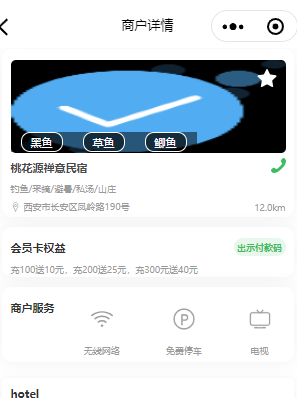 商户详情
黑鱼 草鱼 鲫鱼
桃花源禅意民宿
钓鱼/采摘/避暑/私汤/山庄
西安市长安区凤岭路190号 12.0km
会员卡权益 出示付款码
充100送10元，充200送25元，充300元送40元
商户服务
无线网络 免费停车 电视
hotel